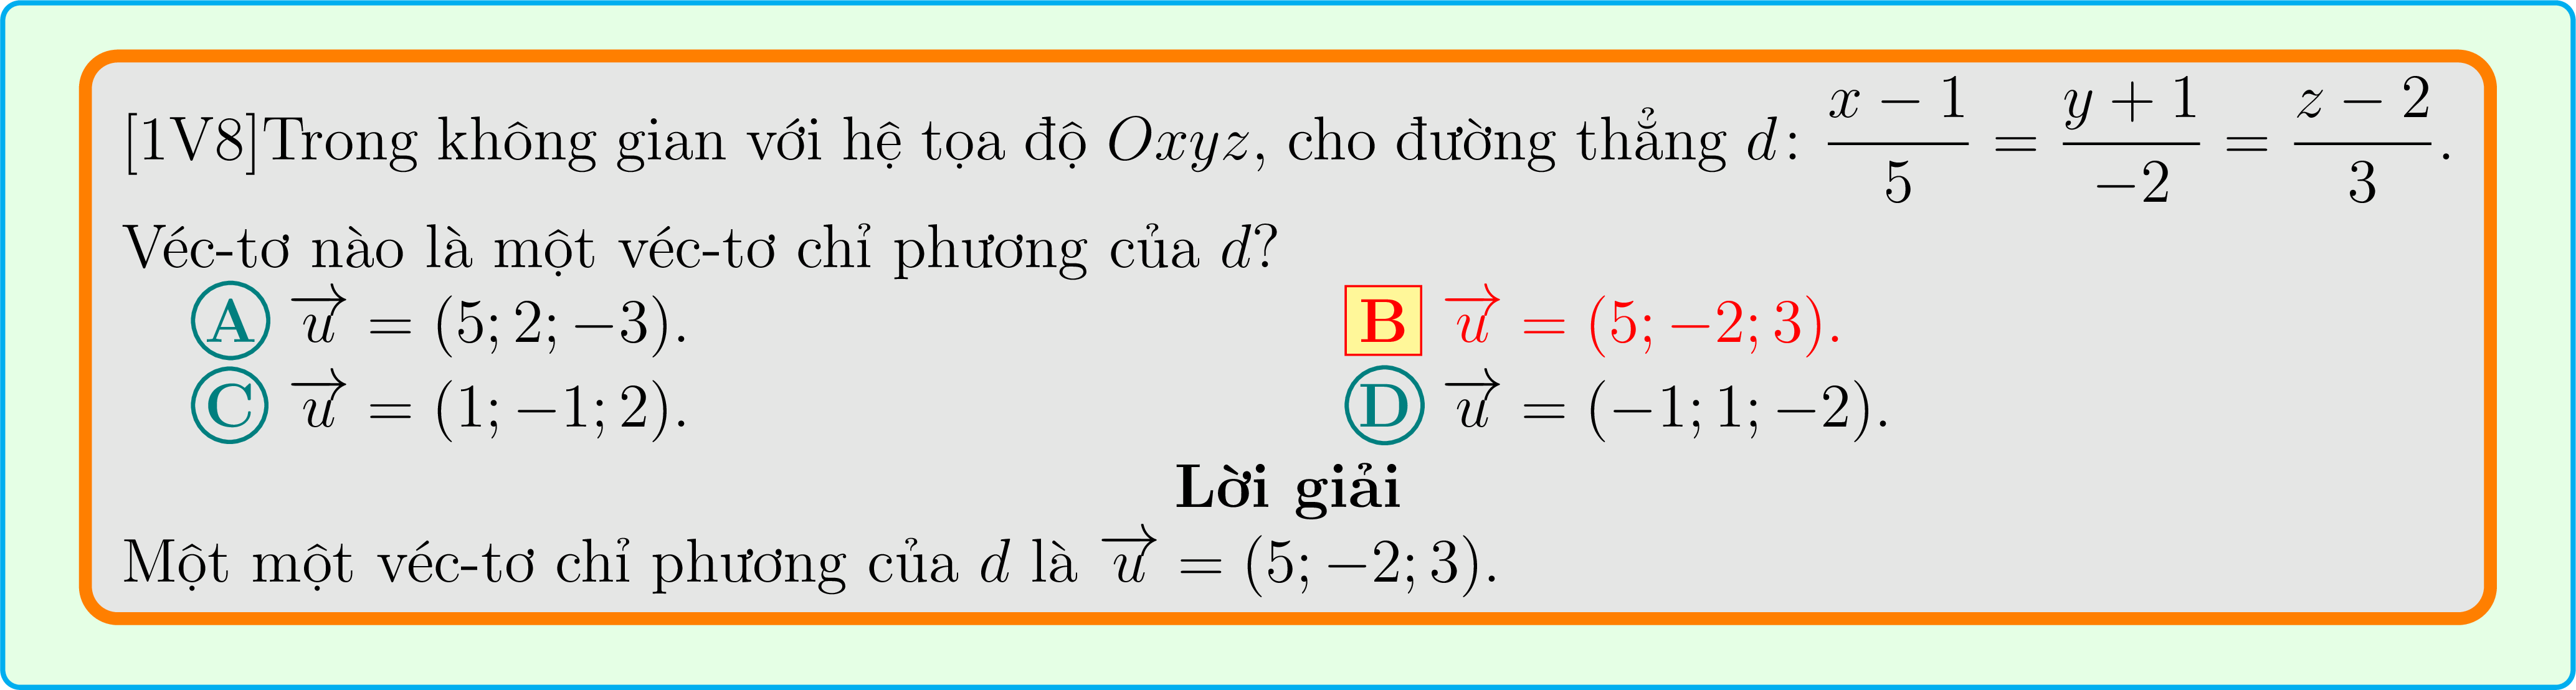 [1V8]Trong không gian với hệ tọa độ Oxyz, cho đường thẳng d: \frac{x-1}{5} = \frac{y+1}{-2} = \frac{z-2}{3}.
Véc-tơ nào là một véc-tơ chỉ phương của d?
A \overrightarrow{u} = (5; 2; −3). B \overrightarrow{u} = (5; −2; 3).
C \overrightarrow{u} = (1; −1; 2). D \overrightarrow{u} = (−1; 1; −2).
Lời giải
Một một véc-tơ chỉ phương của d là \overrightarrow{u} = (5; −2; 3).